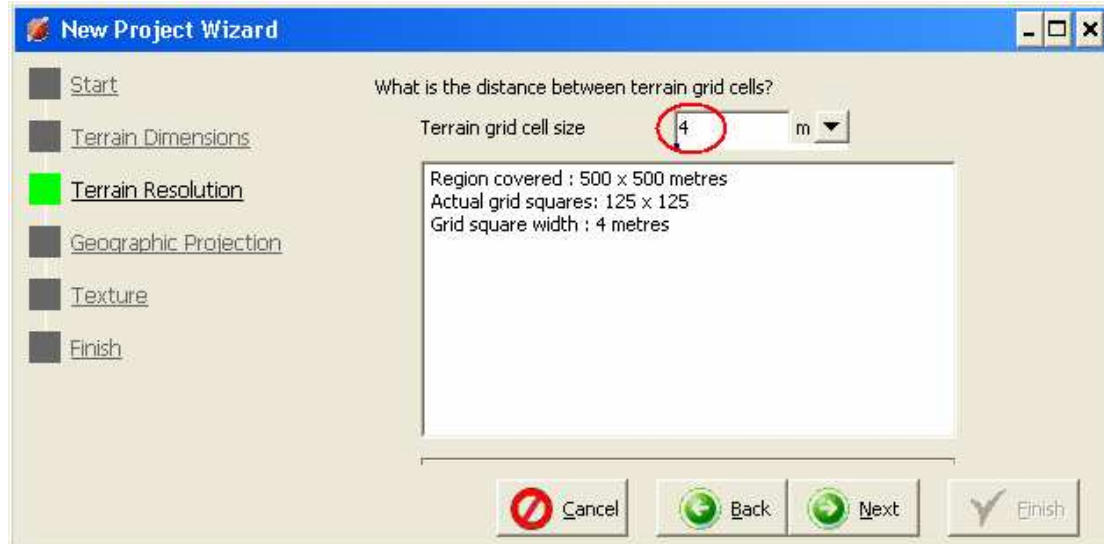 New Project Wizard
Start
Terrain Dimensions
Terrain Resolution
Geographic Projection
Texture
Finish
What is the distance between terrain grid cells?
Terrain grid cell size 4 m
Region covered : 500 x 500 metres
Actual grid squares: 125 x 125
Grid square width : 4 metres
Cancel Back Next Finish